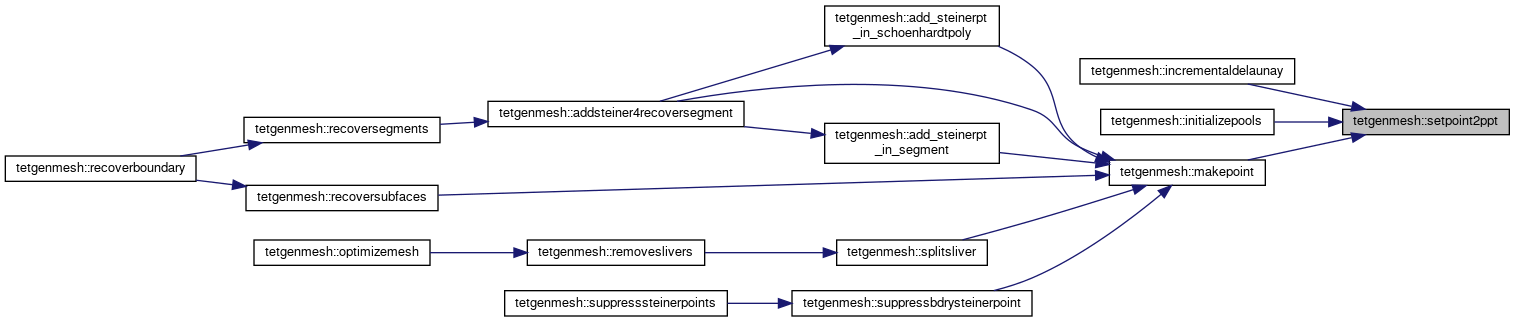 tetgenmesh::add_steinerpt
_in_schoenhardtpoly
tetgenmesh::incrementaldelaunay
tetgenmesh::addsteiner4recoversegment
tetgenmesh::initializepools
tetgenmesh::setpoint2ppt
tetgenmesh::recoversegments
tetgenmesh::add_steinerpt
_in_segment
tetgenmesh::recoverboundary
tetgenmesh::makepoint
tetgenmesh::recoversubfaces
tetgenmesh::optimizemesh
tetgenmesh::removeslivers
tetgenmesh::splitsliver
tetgenmesh::suppresssteinerpoints
tetgenmesh::suppressbdrysteinerpoint